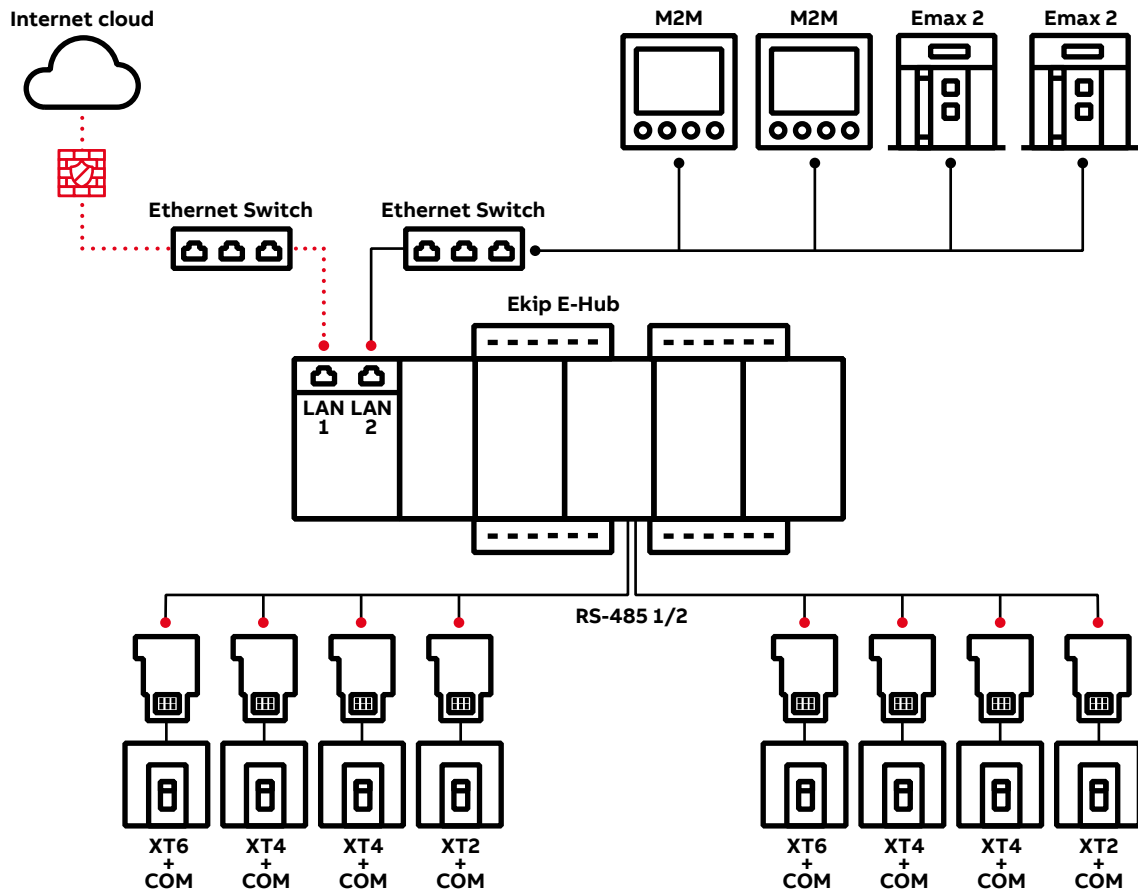 Internet cloud
M2M
M2M
Emax 2
Emax 2
Ethernet Switch
Ethernet Switch
Ekip E-Hub
LAN
1
LAN
2
RS-485 1/2
XT6
+
COM
XT4
+
COM
XT4
+
COM
XT2
+
COM
XT6
+
COM
XT4
+
COM
XT4
+
COM
XT2
+
COM